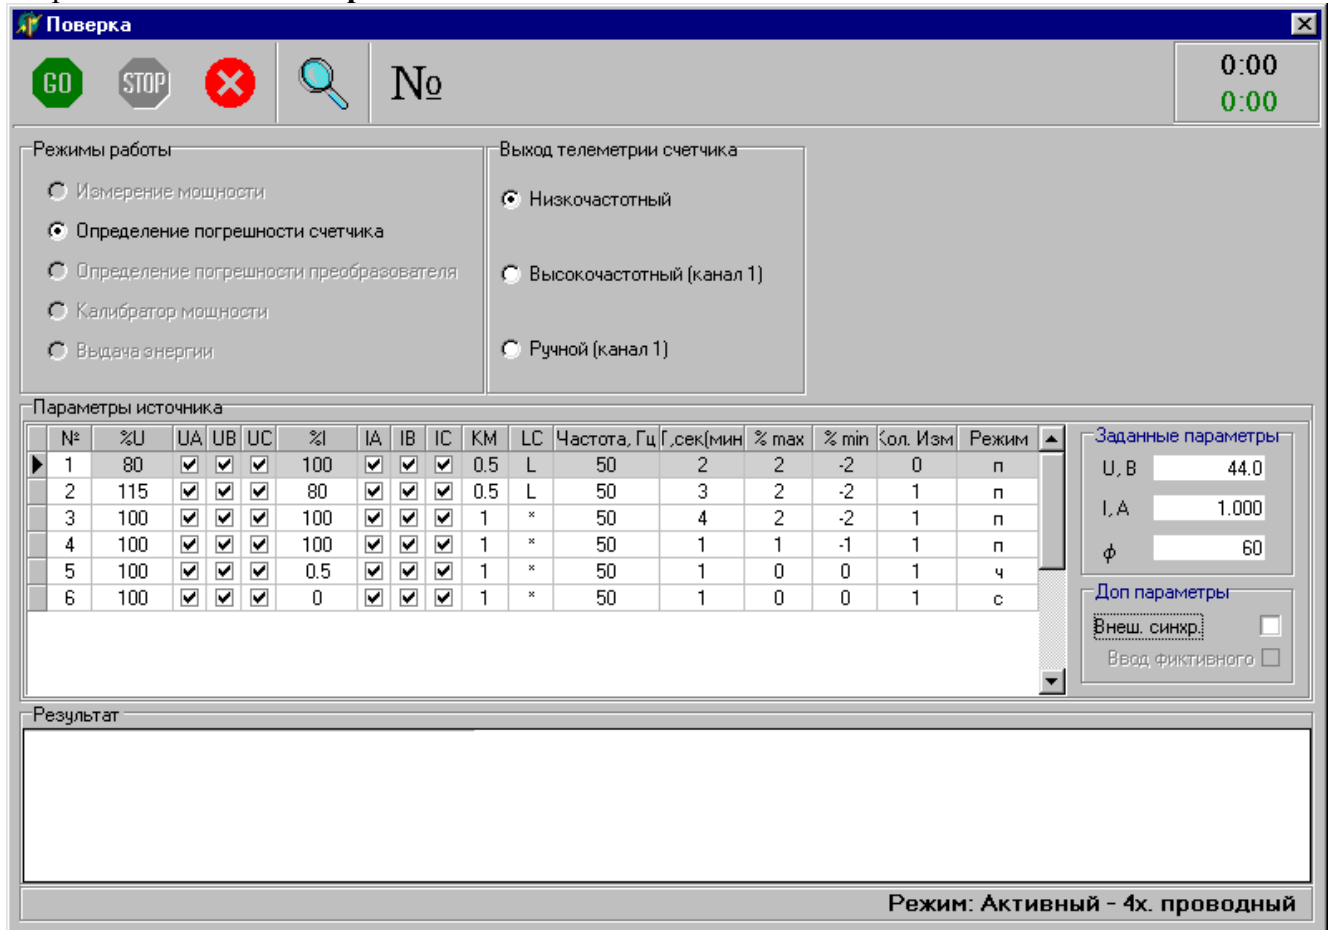 Поверка
GO STOP № 0:00
0:00
Режимы работы
Измерение мощности
Определение погрешности счетчика
Определение погрешности преобразователя
Калибратор мощности
Выдача энергии
Выход телеметрии счетчика
Низкочастотный
Высокочастотный (канал 1)
Ручной (канал 1)
Параметры источника
№ %U UA UB UC %I IA IB IC КМ LC Частота, Гц Т,сек(мин % max % min Кол. Изм Режим
1 80 100 0.5 L 50 2 2 -2 0 п
2 115 80 0.5 L 50 3 2 -2 1 п
3 100 100 1 * 50 4 2 -2 1 п
4 100 100 1 * 50 1 1 -1 1 п
5 100 0.5 1 * 50 1 0 0 1 ч
6 100 0 1 * 50 1 0 0 1 с
Заданные параметры
U, В 44.0
I, А 1.000
ϕ 60
Доп параметры
Внеш. синхр.
Ввод фиктивного
Результат
Режим: Активный - 4х. проводный